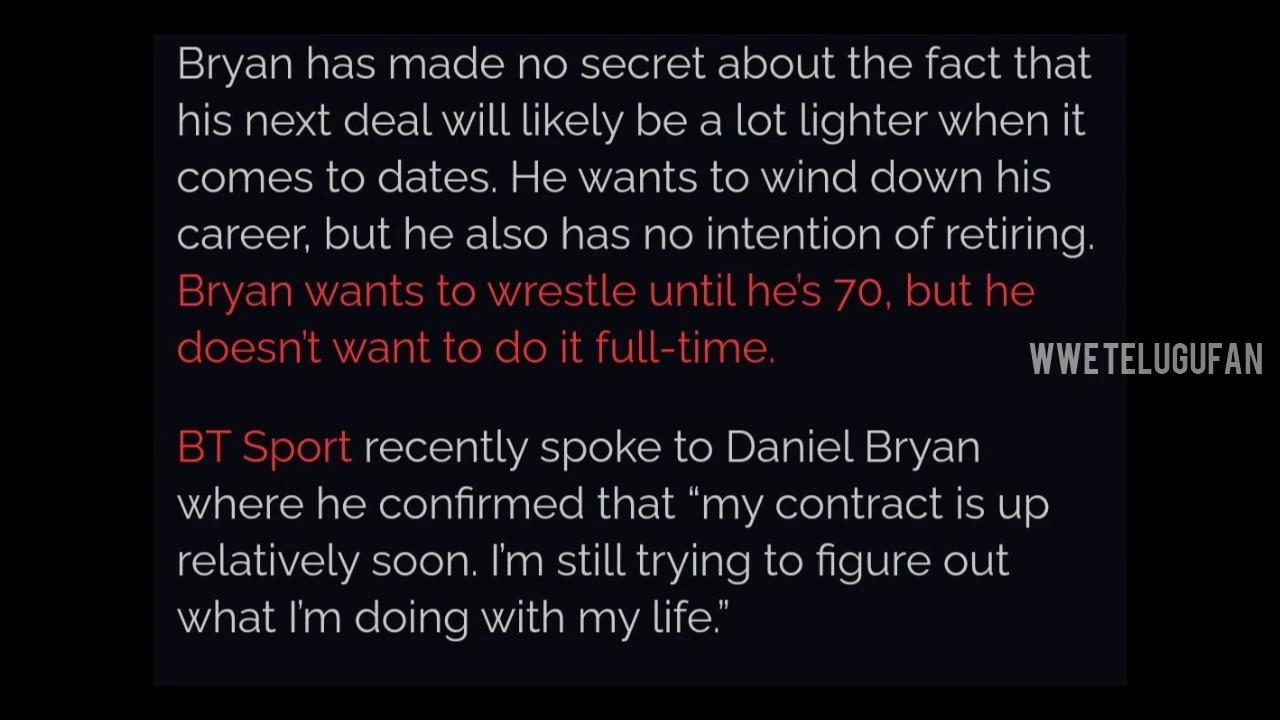 Bryan has made no secret about the fact that
his next deal will likely be a lot lighter when it
comes to dates. He wants to wind down his
career, but he also has no intention of retiring.
Bryan wants to wrestle until he’s 70, but he
doesn’t want to do it full-time.
WWETELUGUFAN
BT Sport recently spoke to Daniel Bryan
where he confirmed that “my contract is up
relatively soon. I’m still trying to figure out
what I’m doing with my life.”